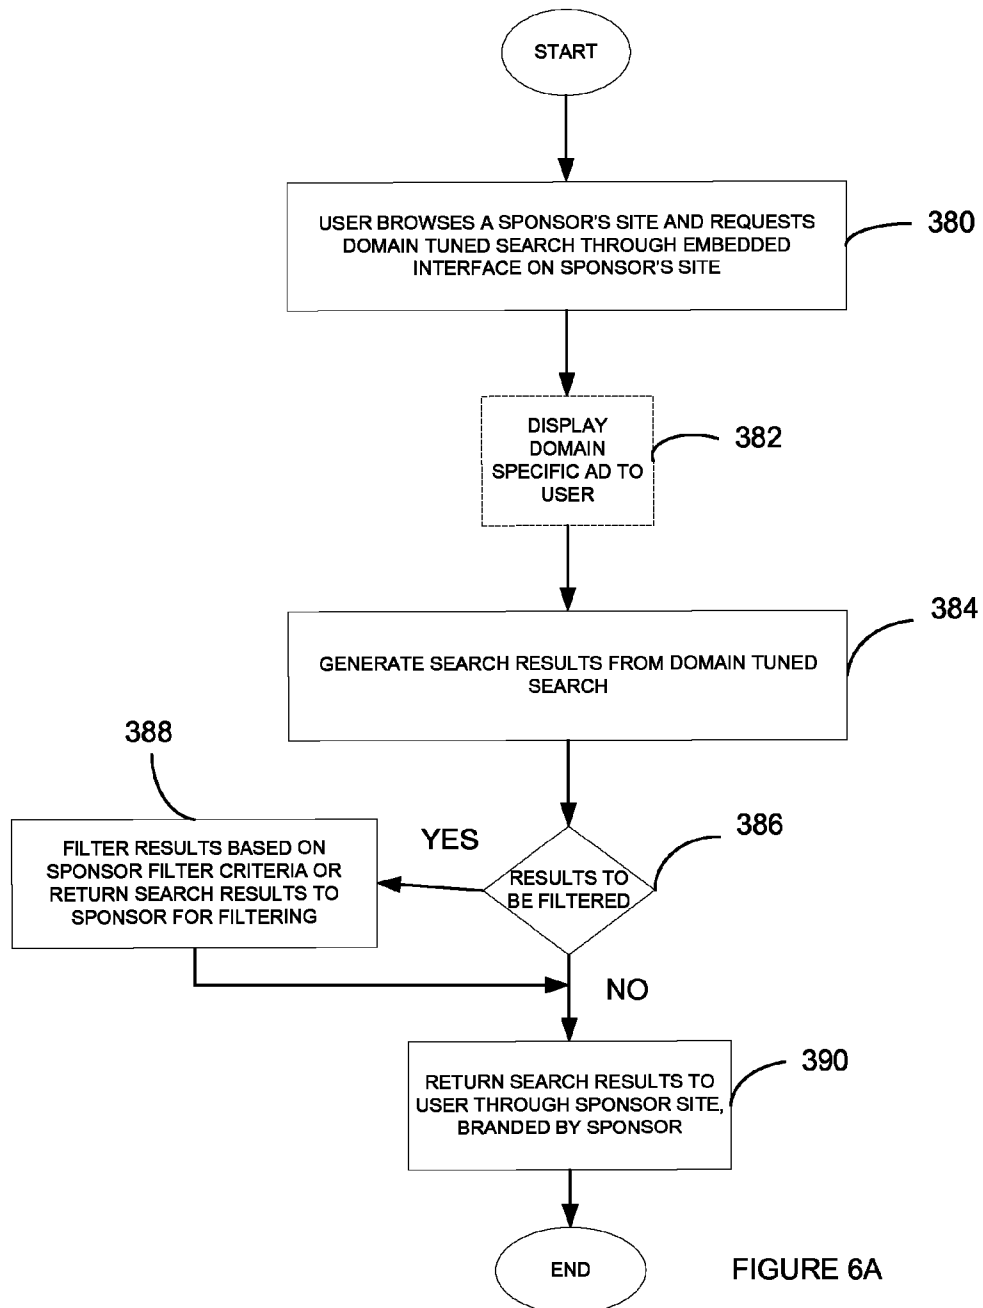 START
USER BROWSES A SPONSOR'S SITE AND REQUESTS
DOMAIN TUNED SEARCH THROUGH EMBEDDED
INTERFACE ON SPONSOR'S SITE
380
DISPLAY
DOMAIN
SPECIFIC AD TO
USER
382
384
GENERATE SEARCH RESULTS FROM DOMAIN TUNED
SEARCH
388
386
YES
FILTER RESULTS BASED ON
SPONSOR FILTER CRITERIA OR
RETURN SEARCH RESULTS TO
SPONSOR FOR FILTERING
RESULTS TO
BE FILTERED
NO
390
RETURN SEARCH RESULTS TO
USER THROUGH SPONSOR SITE,
BRANDED BY SPONSOR
END
FIGURE 6A